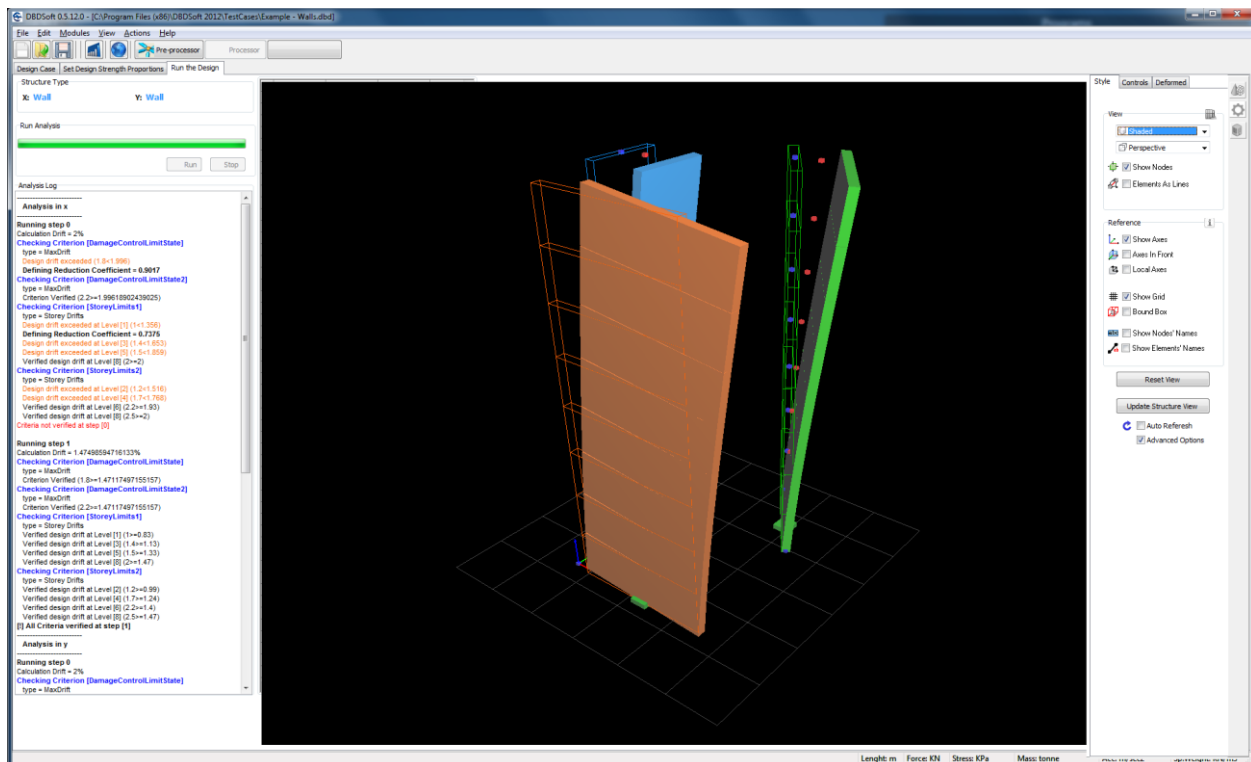 DBDSoft 0.5.12.0 - [C:\Program Files (x86)\DBDSoft 2012\TestCases\Example - Walls.dbd]
File Edit Modules View Actions Help
Pre-processor Processor
Design Case Set Design Strength Proportions Run the Design
Structure Type
X: Wall Y: Wall
Run Analysis
Run Stop
Analysis Log
------------------------
Analysis in x
------------------------
Running step 0
Calculation Drift = 2%
Checking Criterion [DamageControlLimitState]
type = MaxDrift
Design drift exceeded (1.8<1.996)
Defining Reduction Coefficient = 0.9017
Checking Criterion [DamageControlLimitState2]
type = MaxDrift
Criterion Verified (2.2>=1.99618902439025)
Checking Criterion [StoreyLimits1]
type = Storey Drifts
Design drift exceeded at Level [1] (1<1.356)
Defining Reduction Coefficient = 0.7375
Design drift exceeded at Level [3] (1.4<1.653)
Design drift exceeded at Level [5] (1.5<1.859)
Verified design drift at Level [8] (2>=2)
Checking Criterion [StoreyLimits2]
type = Storey Drifts
Design drift exceeded at Level [2] (1.2<1.516)
Design drift exceeded at Level [4] (1.7<1.768)
Verified design drift at Level [6] (2.2>=1.93)
Verified design drift at Level [8] (2.5>=2)
Criteria not verified at step [0]
Running step 1
Calculation Drift = 1.47498594716133%
Checking Criterion [DamageControlLimitState]
type = MaxDrift
Criterion Verified (1.8>=1.47117497155157)
Checking Criterion [DamageControlLimitState2]
type = MaxDrift
Criterion Verified (2.2>=1.47117497155157)
Checking Criterion [StoreyLimits1]
type = Storey Drifts
Verified design drift at Level [1] (1>=0.83)
Verified design drift at Level [3] (1.4>=1.13)
Verified design drift at Level [5] (1.5>=1.33)
Verified design drift at Level [8] (2>=1.47)
Checking Criterion [StoreyLimits2]
type = Storey Drifts
Verified design drift at Level [2] (1.2>=0.99)
Verified design drift at Level [4] (1.7>=1.24)
Verified design drift at Level [6] (2.2>=1.4)
Verified design drift at Level [8] (2.5>=1.47)
[!] All Criteria verified at step [1]
------------------------
Analysis in y
------------------------
Running step 0
Calculation Drift = 2%
Checking Criterion [DamageControlLimitState]
type = MaxDrift
Style Controls Deformed
View
Shaded
Perspective
Show Nodes
Elements As Lines
Reference
Show Axes
Axes In Front
Local Axes
Show Grid
Bound Box
Show Nodes' Names
Show Elements' Names
Reset View
Update Structure View
Auto Referesh
Advanced Options
Lenght: m Force: KN Stress: KPa Mass: tonne